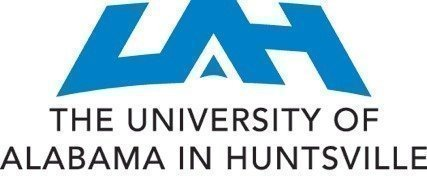 UAH
THE UNIVERSITY OF
ALABAMA IN HUNTSVILLE